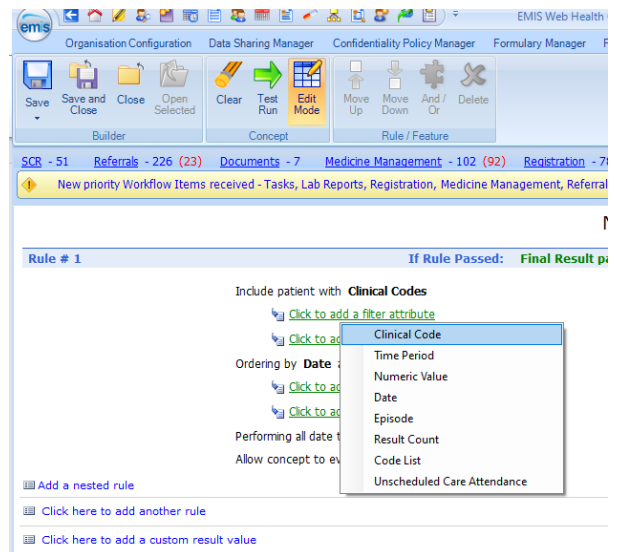 emis
EMIS Web Health
Organisation Configuration Data Sharing Manager Confidentiality Policy Manager Formulary Manager
Save Save and Close Close Open Selected Clear Test Run Edit Mode Move Up Move Down And / Or Delete
Builder Concept Rule / Feature
SCR - 51 Referrals - 226 (23) Documents - 7 Medicine Management - 102 (92) Registration - 78
New priority Workflow Items received - Tasks, Lab Reports, Registration, Medicine Management, Referral
Rule # 1 If Rule Passed: Final Result pa
Include patient with Clinical Codes
Click to add a filter attribute
Click to ad
Ordering by Date
Click to ad
Click to ad
Performing all date t
Allow concept to ev
Clinical Code
Time Period
Numeric Value
Date
Episode
Result Count
Code List
Unscheduled Care Attendance
Add a nested rule
Click here to add another rule
Click here to add a custom result value